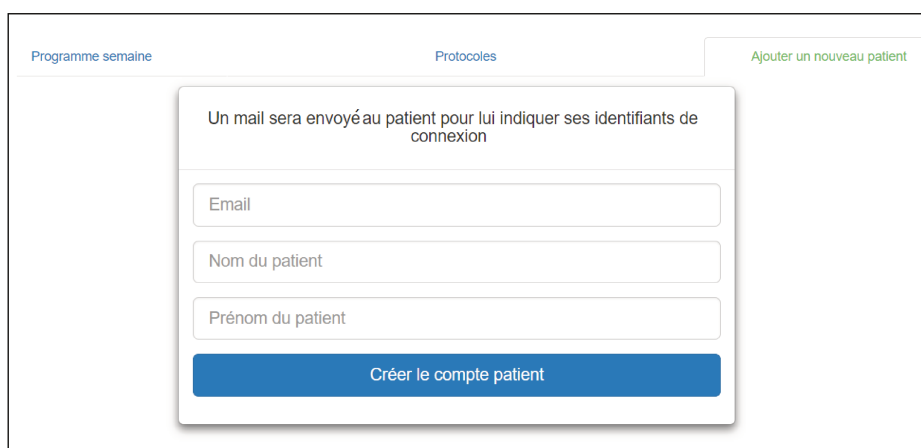 Programme semaine
Protocoles
Ajouter un nouveau patient
Un mail sera envoyé au patient pour lui indiquer ses identifiants de
connexion
Email
Nom du patient
Prénom du patient
Créer le compte patient